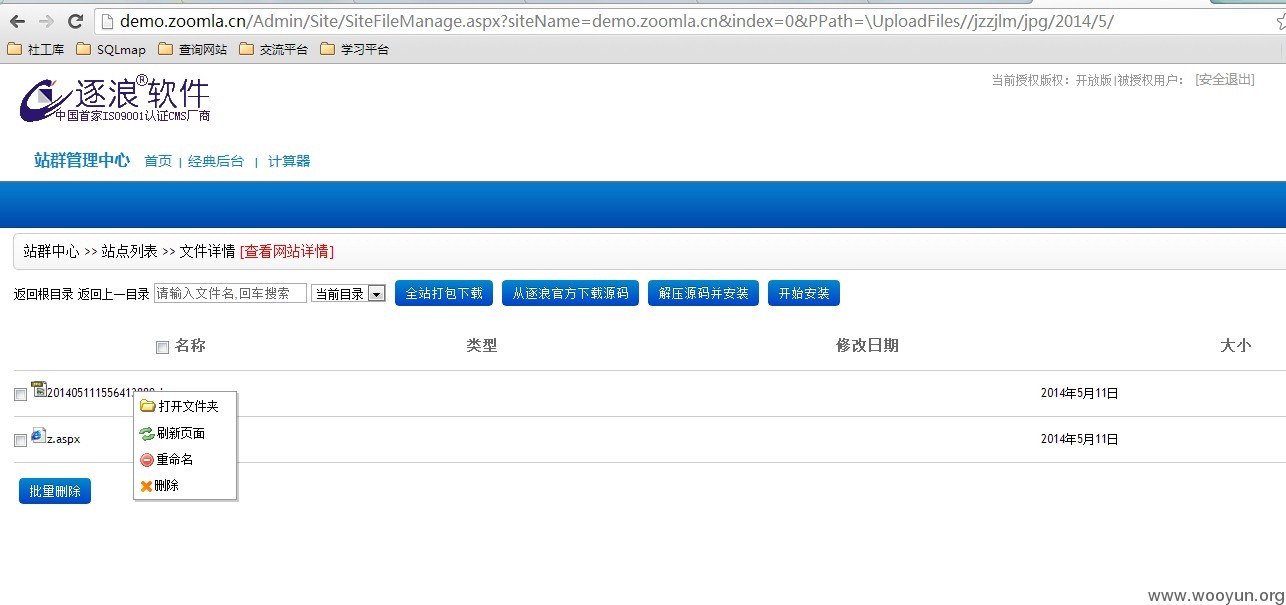 demo.zoomla.cn/Admin/Site/SiteFileManage.aspx?siteName=demo.zoomla.cn&index=0&PPath=\UploadFiles//jzzjlm/jpg/2014/5/
社工库 SQLmap 查询网站 交流平台 学习平台
逐浪®软件
中国首家ISO9001认证CMS厂商
当前授权版权：开放版|被授权用户： [安全退出]
站群管理中心 首页 | 经典后台 | 计算器
站群中心 >> 站点列表 >> 文件详情 [查看网站详情]
返回根目录 返回上一目录 请输入文件名,回车搜索 当前目录 全站打包下载 从逐浪官方下载源码 解压源码并安装 开始安装
名称 类型 修改日期 大小
2014年5月11日
z.aspx 2014年5月11日
打开文件夹
刷新页面
重命名
删除
批量删除
www.wooyun.org